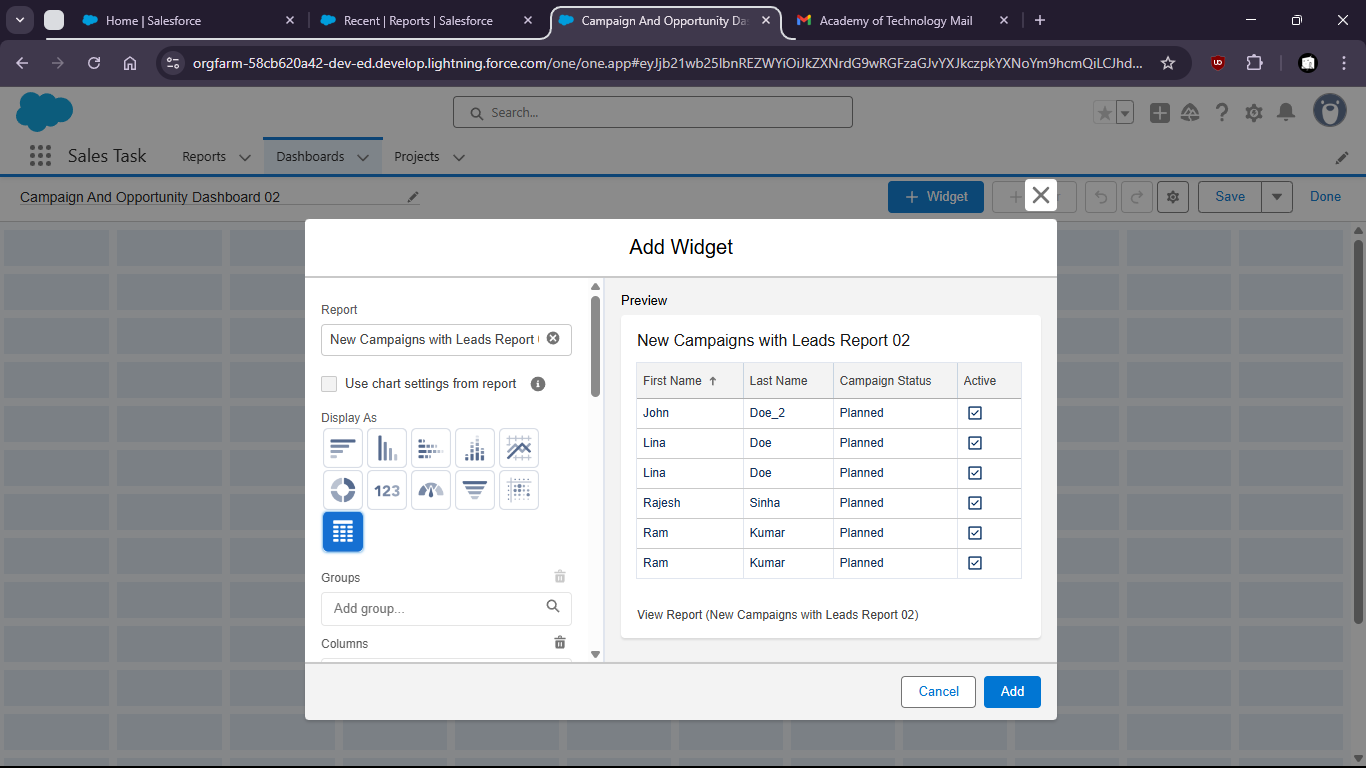 Home | Salesforce
Recent | Reports | Salesforce
Campaign And Opportunity Da
Academy of Technology Mail
orgfarm-58cb620a42-dev-ed.develop.lightning.force.com/one/one.app#eyJjb21wb25lbnREZWYiOiJkZXNrdG9wRGFzaGJvYXJkczpkYXNoYm9hcmQiLCJhd...
Search...
Sales Task
Reports
Dashboards
Projects
Campaign And Opportunity Dashboard 02
+ Widget
Save
Done
Add Widget
Report
New Campaigns with Leads Report
Use chart settings from report
Display As
123
Groups
Add group...
Columns
Preview
New Campaigns with Leads Report 02
First Name Last Name Campaign Status Active
John Doe_2 Planned
Lina Doe Planned
Lina Doe Planned
Rajesh Sinha Planned
Ram Kumar Planned
Ram Kumar Planned
View Report (New Campaigns with Leads Report 02)
Cancel
Add